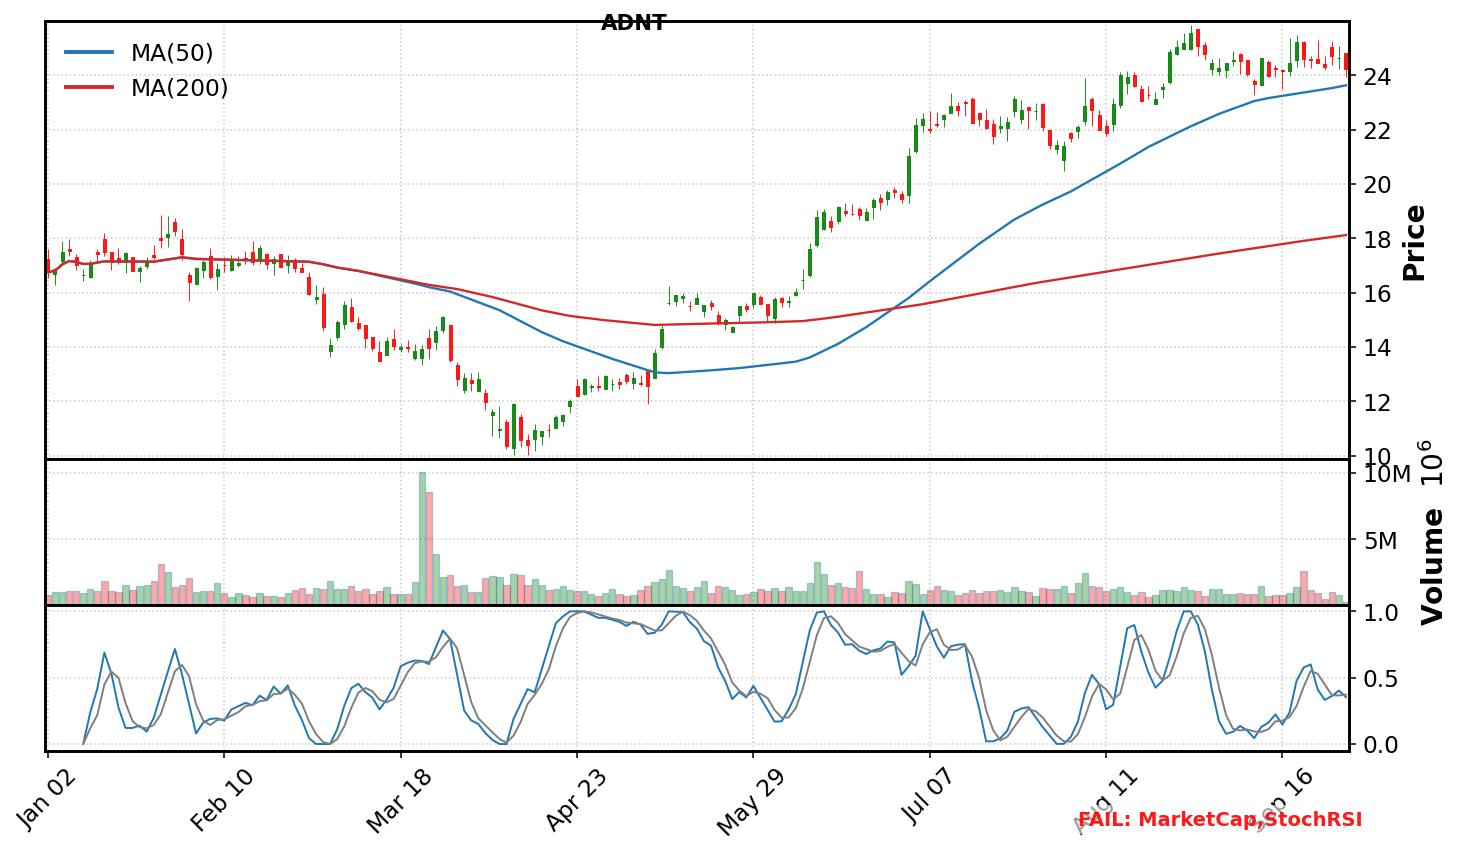 ADNT
MA(50)
MA(200)
24
22
20
18
16
14
12
10
Price
10M
5M
Volume 10^6
1.0
0.5
0.0
Jan 02
Feb 10
Mar 18
Apr 23
May 29
Jul 07
Aug 11
Sep 16
FAIL: MarketCap,StochRSI